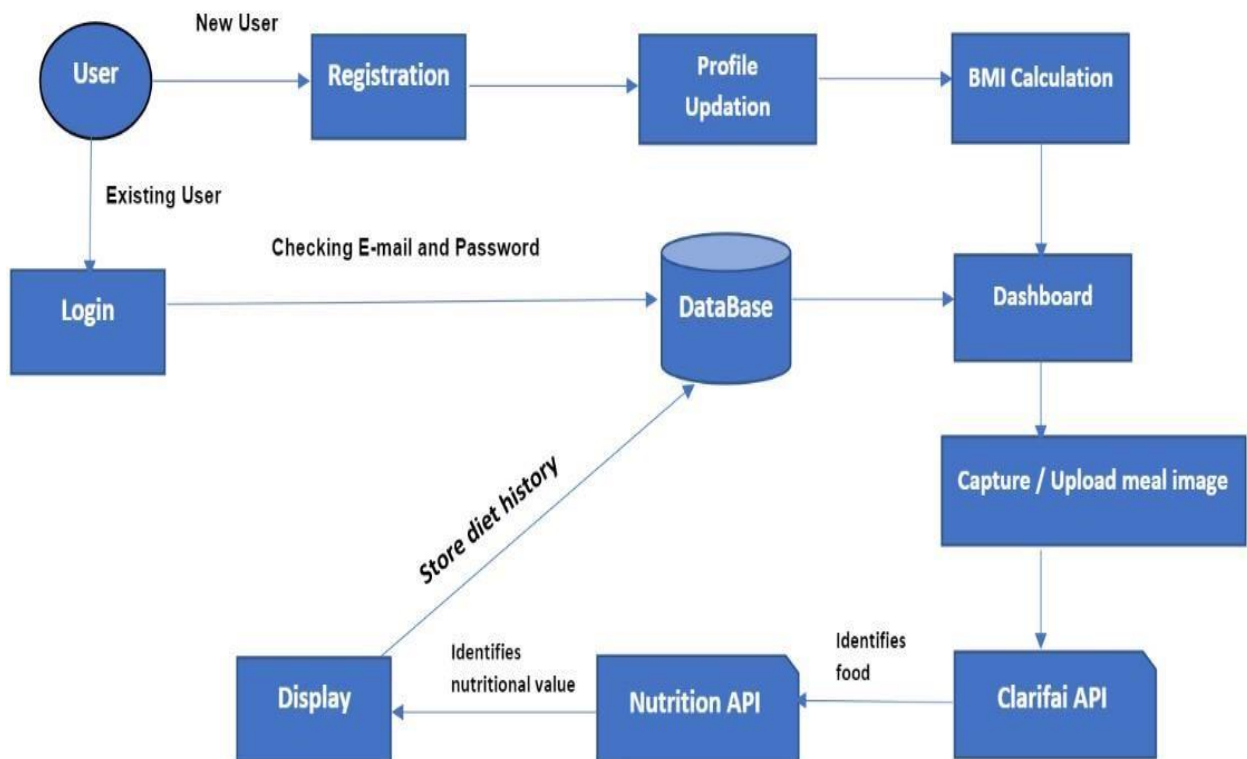 New User
User
Registration
Profile
Updation
BMI Calculation
Existing User
Checking E-mail and Password
Login
DataBase
Dashboard
Capture / Upload meal image
Store diet history
Identifies
nutritional value
Identifies
food
Display
Nutrition API
Clarifai API